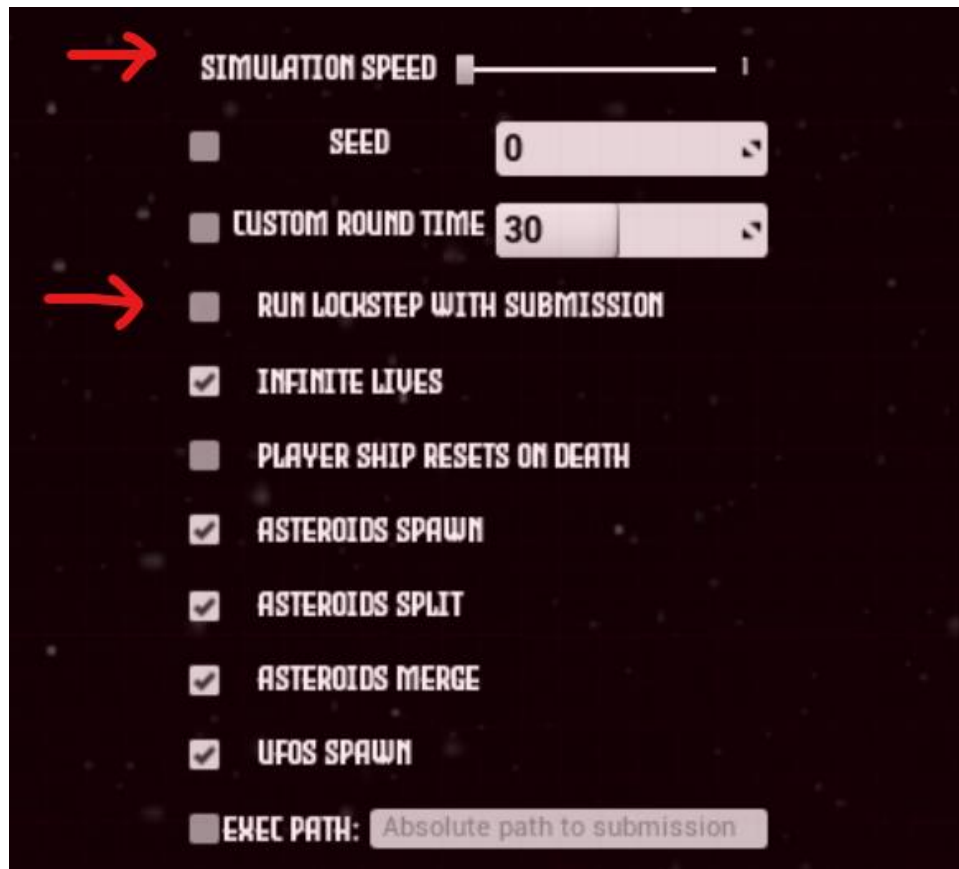 SIMULATION SPEED 1
SEED 0
CUSTOM ROUND TIME 30
RUN LOCKSTEP WITH SUBMISSION
INFINITE LIVES
PLAYER SHIP RESETS ON DEATH
ASTEROIDS SPAWN
ASTEROIDS SPLIT
ASTEROIDS MERGE
UFOS SPAWN
EXEC PATH: Absolute path to submission